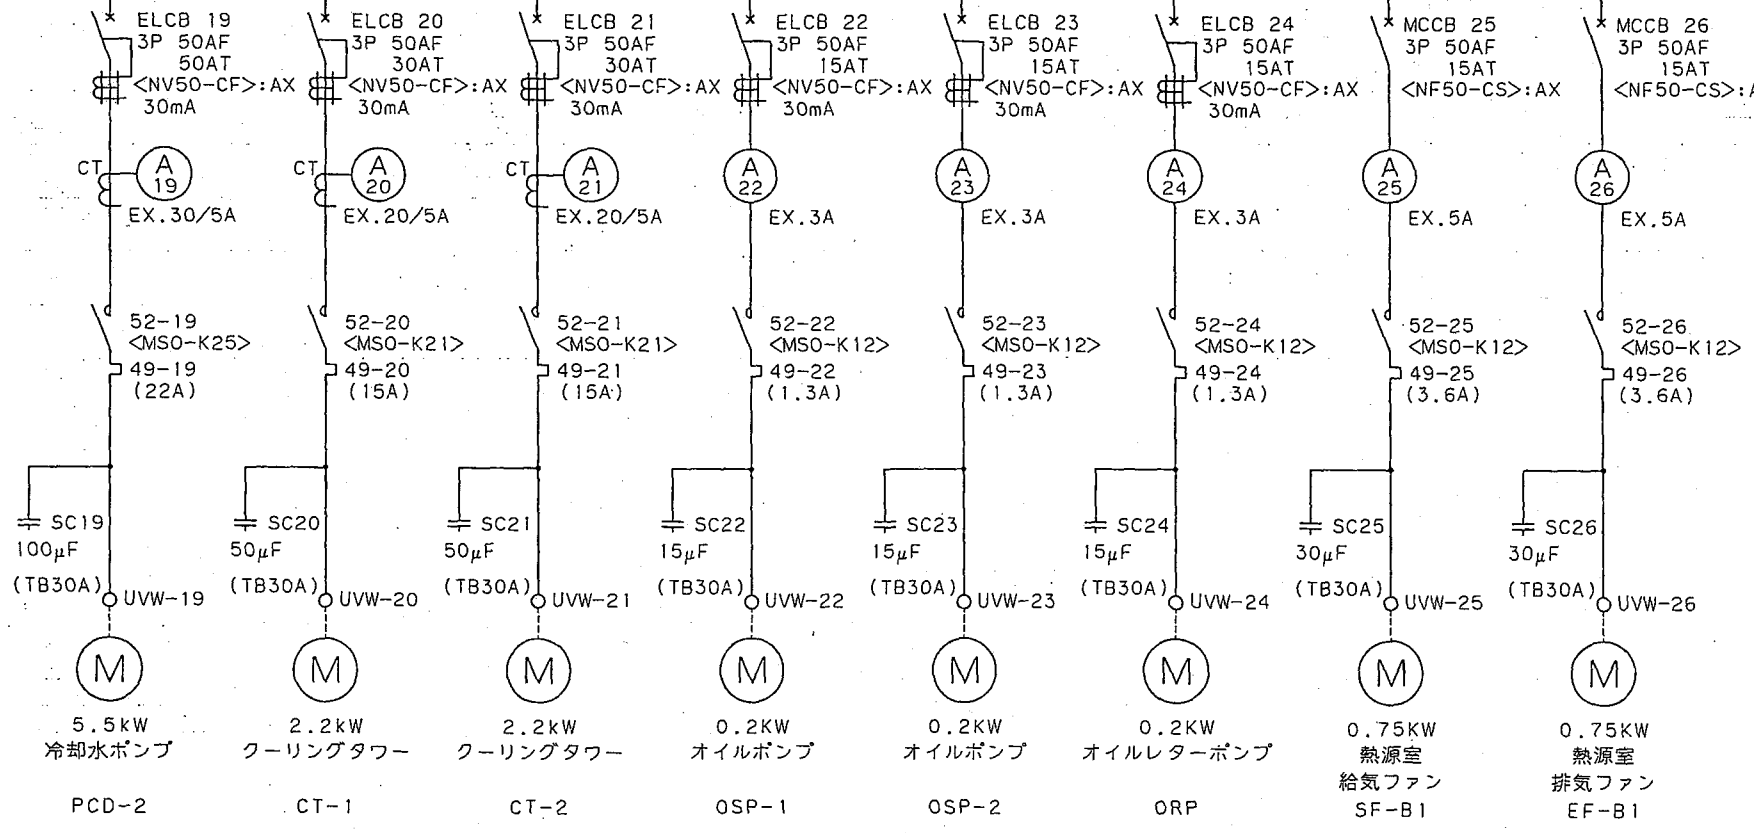 ELCB 19
3P 50AF
50AT
<NV50-CF>:AX
30mA
CT
A
19
EX.30/5A
52-19
<MSO-K25>
49-19
(22A)
SC19
100μF
(TB30A)
UVW-19
M
5.5kW
冷却水ポンプ
PCD-2
ELCB 20
3P 50AF
30AT
<NV50-CF>:AX
30mA
CT
A
20
EX.20/5A
52-20
<MSO-K21>
49-20
(15A)
SC20
50μF
(TB30A)
UVW-20
M
2.2kW
クーリングタワー
CT-1
ELCB 21
3P 50AF
30AT
<NV50-CF>:AX
30mA
CT
A
21
EX.20/5A
52-21
<MSO-K21>
49-21
(15A)
SC21
50μF
(TB30A)
UVW-21
M
2.2kW
クーリングタワー
CT-2
ELCB 22
3P 50AF
15AT
<NV50-CF>:AX
30mA
A
22
EX.3A
52-22
<MSO-K12>
49-22
(1.3A)
SC22
15μF
(TB30A)
UVW-22
M
0.2KW
オイルポンプ
OSP-1
ELCB 23
3P 50AF
15AT
<NV50-CF>:AX
30mA
A
23
EX.3A
52-23
<MSO-K12>
49-23
(1.3A)
SC23
15μF
(TB30A)
UVW-23
M
0.2KW
オイルポンプ
OSP-2
ELCB 24
3P 50AF
15AT
<NV50-CF>:AX
30mA
A
24
EX.3A
52-24
<MSO-K12>
49-24
(1.3A)
SC24
15μF
(TB30A)
UVW-24
M
0.2KW
オイルレターポンプ
ORP
MCCB 25
3P 50AF
15AT
<NF50-CS>:AX
A
25
EX.5A
52-25
<MSO-K12>
49-25
(3.6A)
SC25
30μF
(TB30A)
UVW-25
M
0.75KW
熱源室
給気ファン
SF-B1
MCCB 26
3P 50AF
15AT
<NF50-CS>:A
A
26
EX.5A
52-26
<MSO-K12>
49-26
(3.6A)
SC26
30μF
(TB30A)
UVW-26
M
0.75KW
熱源室
排気ファン
EF-B1